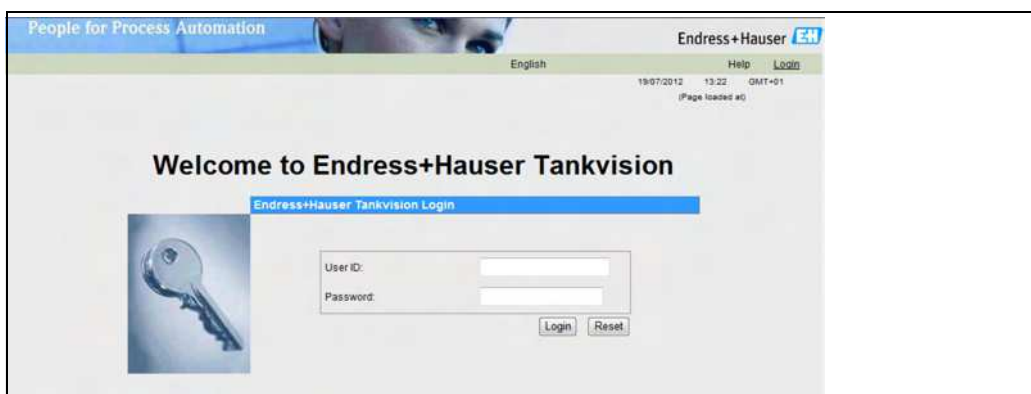 People for Process Automation
Endress+Hauser EH
English Help Login
19/07/2012 13:22 GMT+01
(Page loaded at)
Welcome to Endress+Hauser Tankvision
Endress+Hauser Tankvision Login
User ID:
Password:
Login Reset